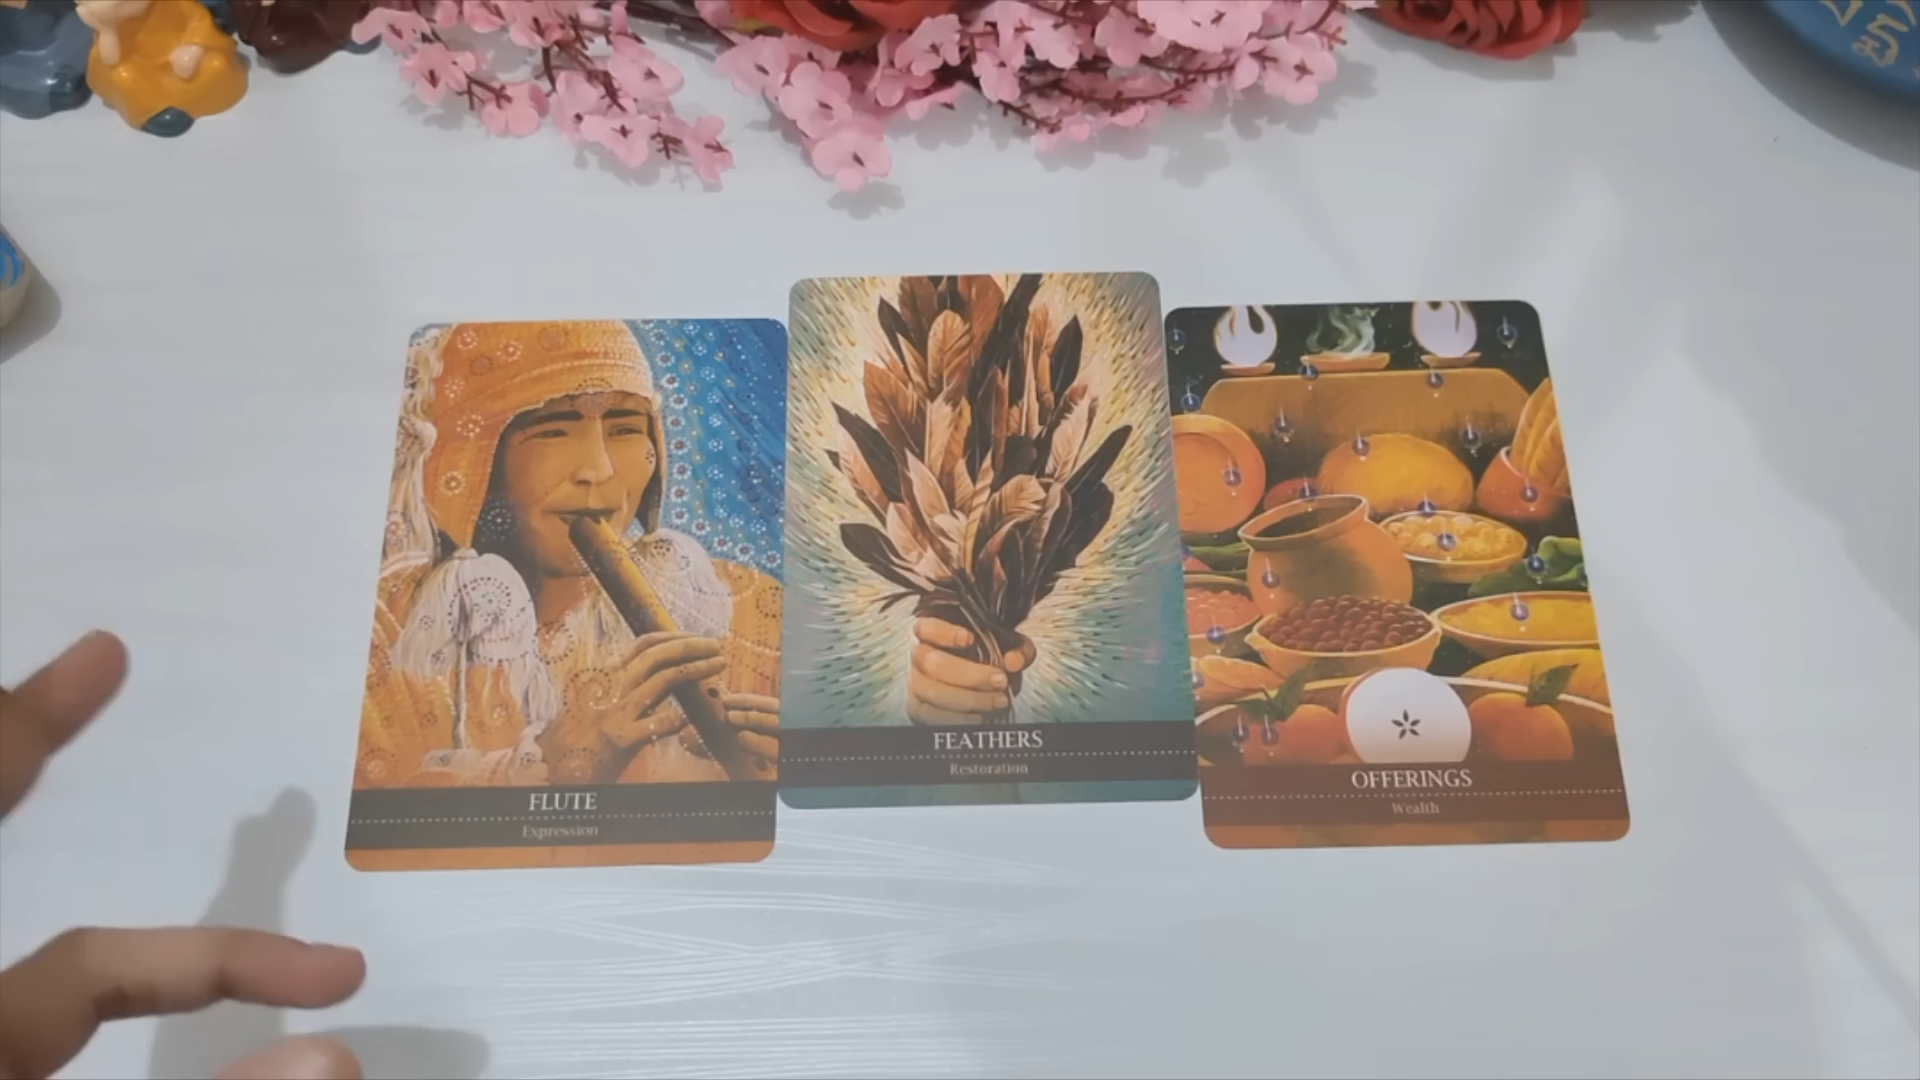 FLUTE
Expression
FEATHERS
Restoration
OFFERINGS
Wealth